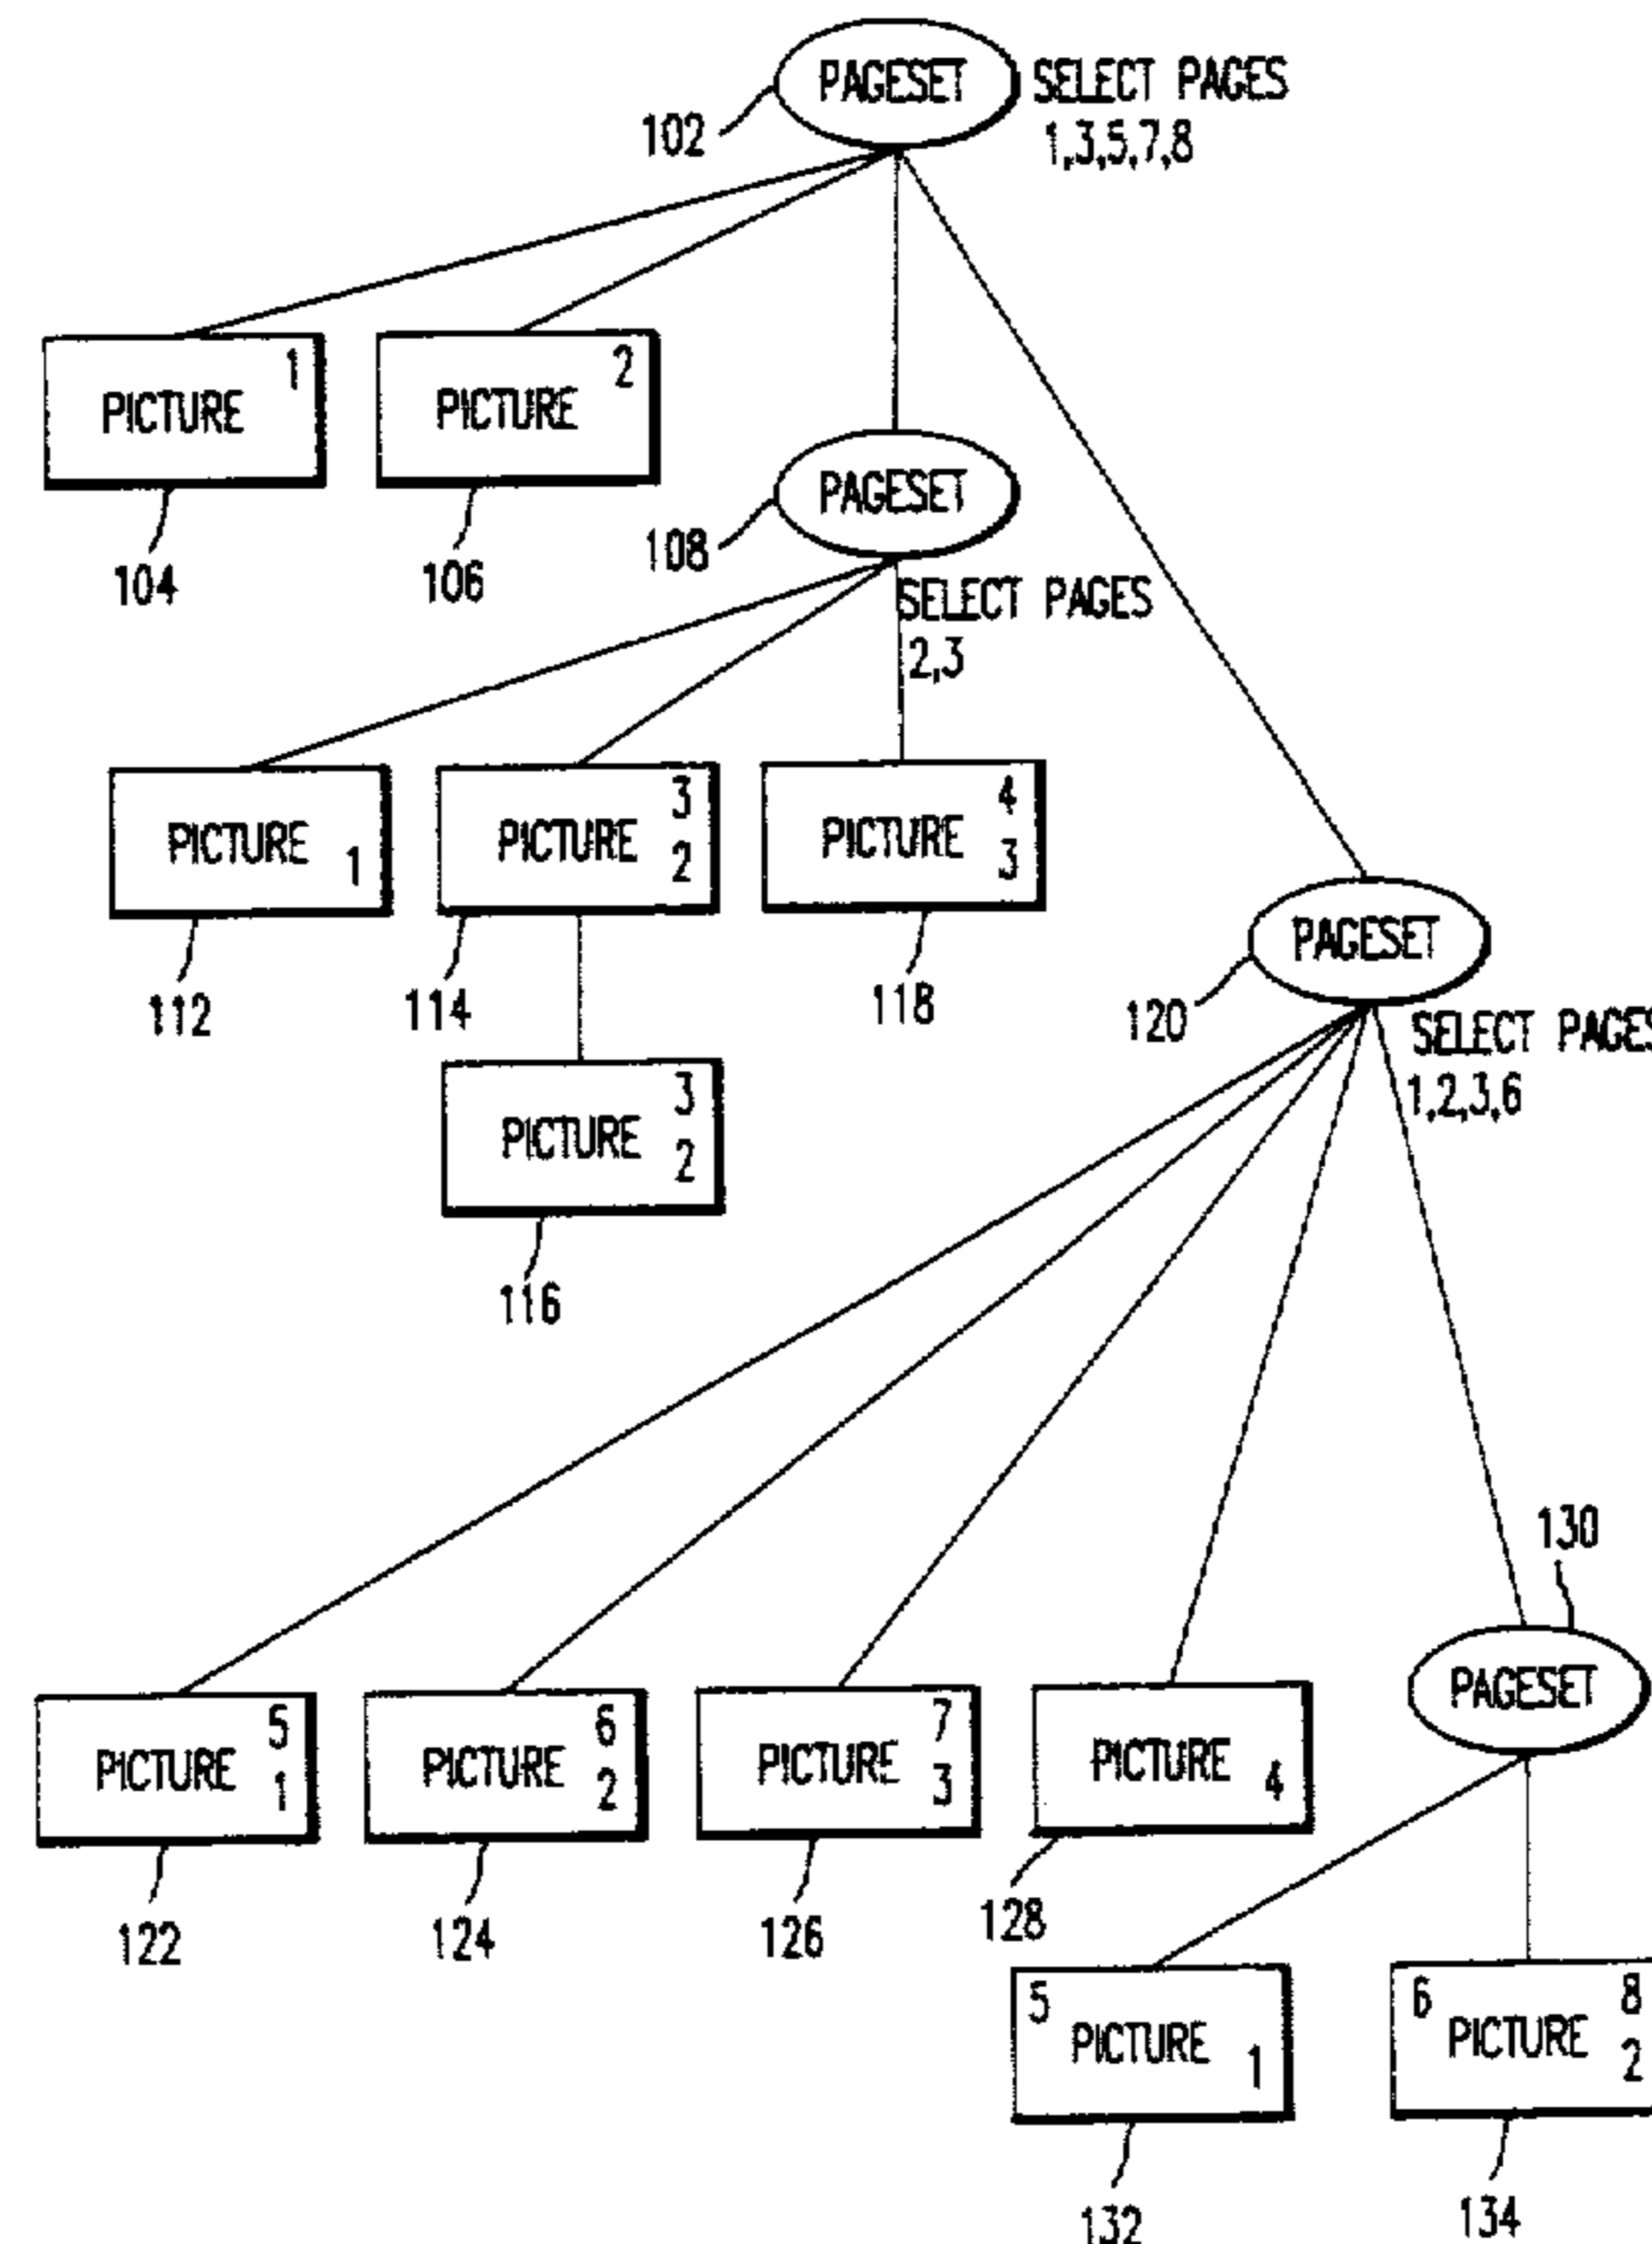 PAGESET SELECT PAGES
102 1,3,5,7,8
1 2
PICTURE PICTURE
PAGESET
108
104 106
SELECT PAGES
2,3
3 4
PICTURE PICTURE PICTURE
1 2 3
PAGESET
112 114 118
120
SELECT PAGES
1,2,3,6
3
PICTURE
2
116
130
PAGESET
5 6 7
PICTURE PICTURE PICTURE PICTURE
1 2 3 4
122 124 126 128
5 6 8
PICTURE PICTURE
1 2
132 134